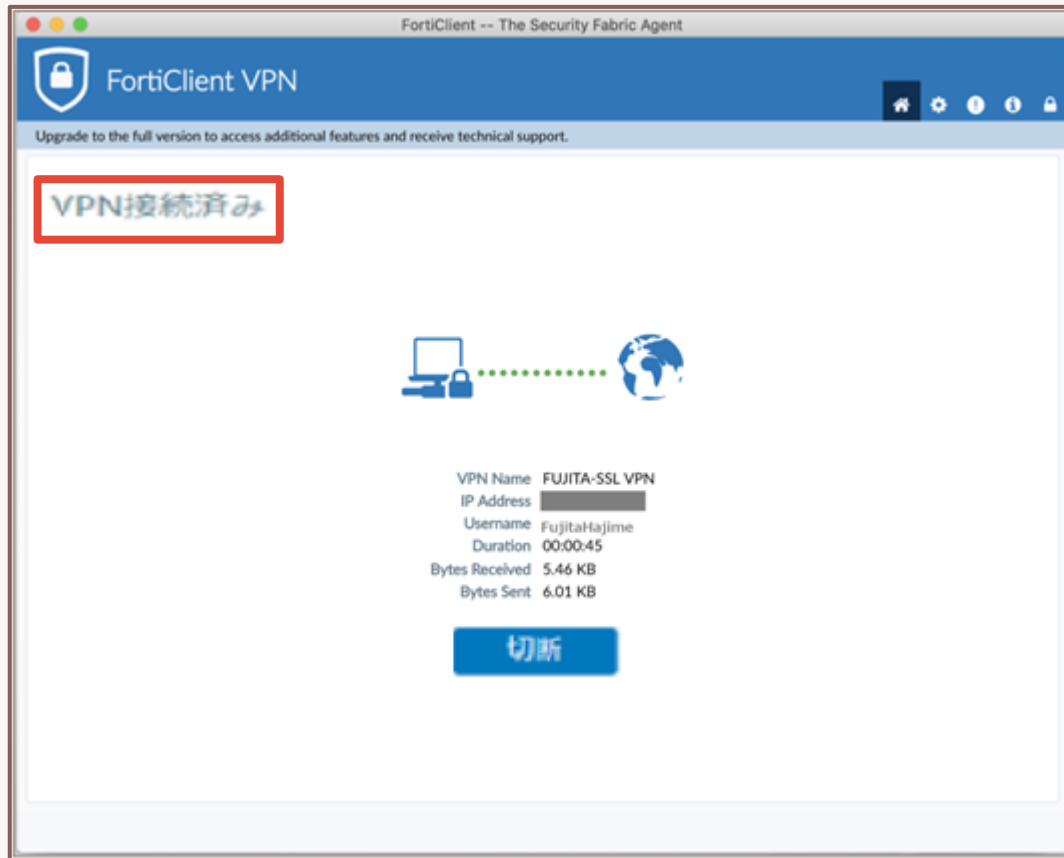 FortiClient -- The Security Fabric Agent
FortiClient VPN
Upgrade to the full version to access additional features and receive technical support.
VPN接続済み
VPN Name FUJITA-SSL VPN
IP Address
Username FujitaHajime
Duration 00:00:45
Bytes Received 5.46 KB
Bytes Sent 6.01 KB
切断